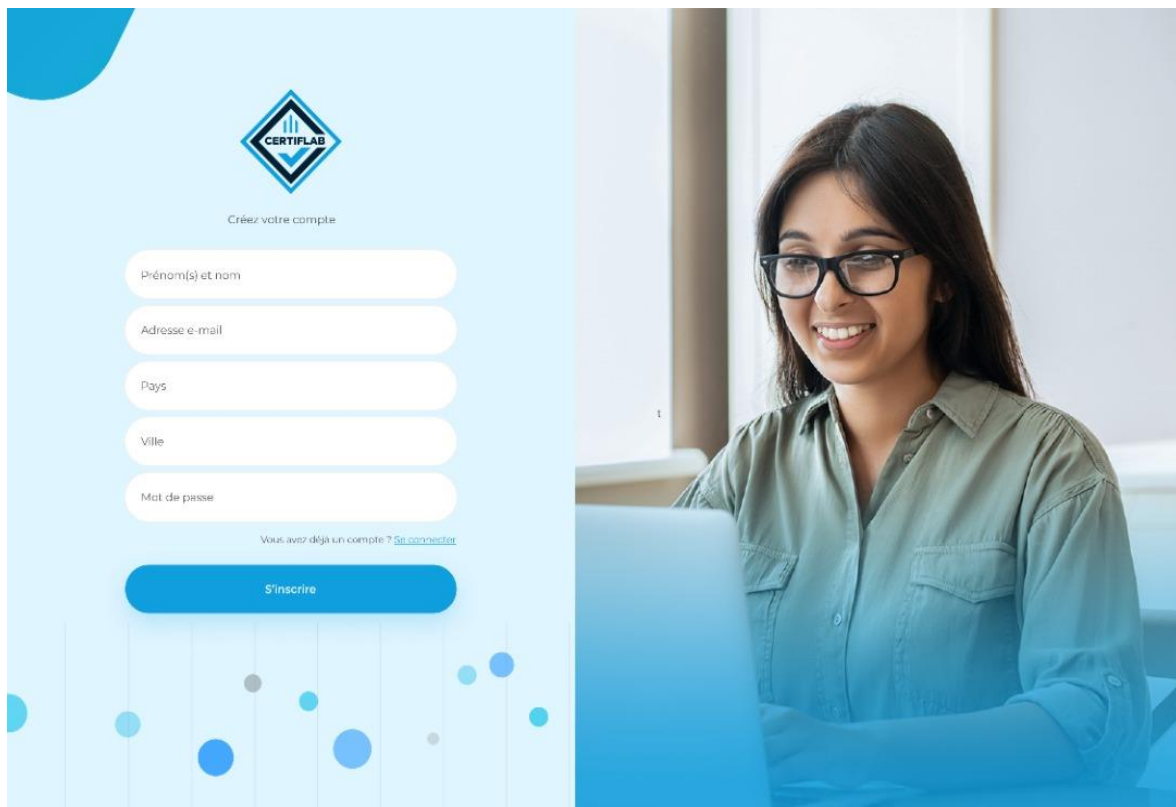 CERTIFLAB
Créez votre compte
Prénom(s) et nom
Adresse e-mail
Pays
Ville
Mot de passe
Vous avez déjà un compte ? Se connecter
S'inscrire
t